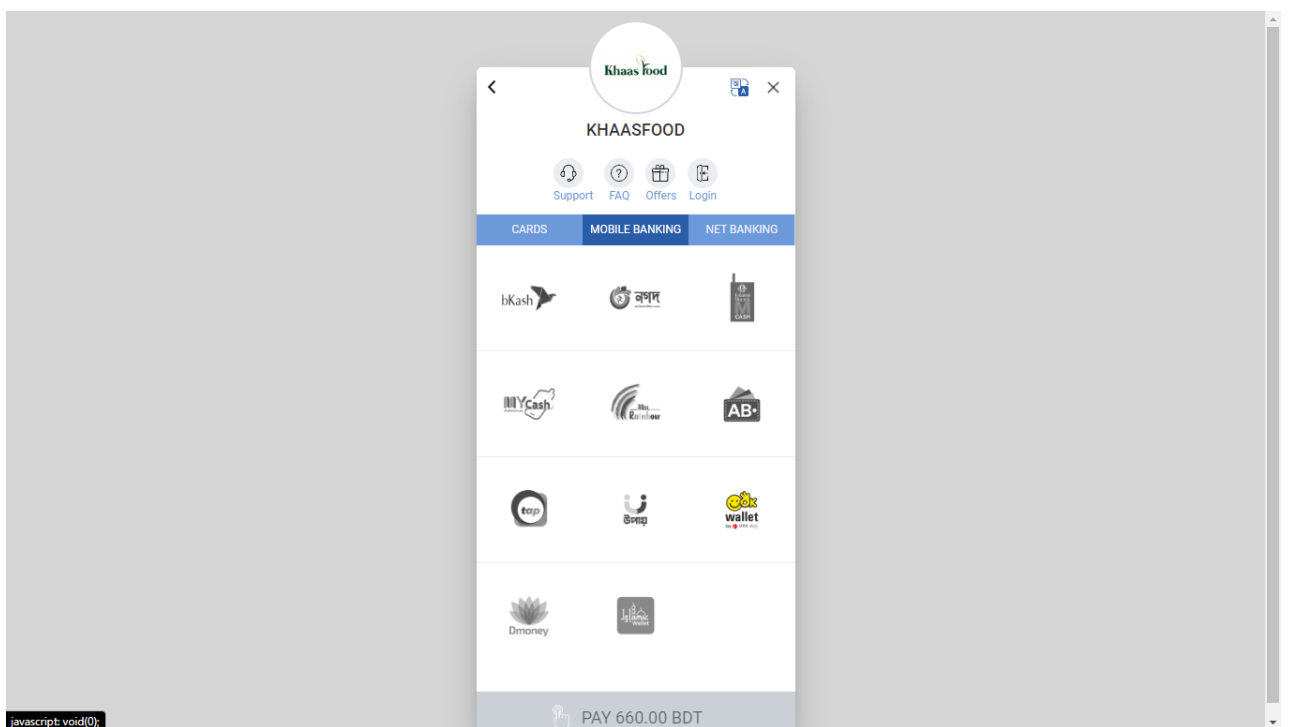 Khaas food
KHAASFOOD
Support FAQ Offers Login
CARDS MOBILE BANKING NET BANKING
bKash নগদ M CASH
MYCash Rainbow AB
tap উপায় OK wallet
Dmoney Islamic Wallet
PAY 660.00 BDT
javascript: void(0);